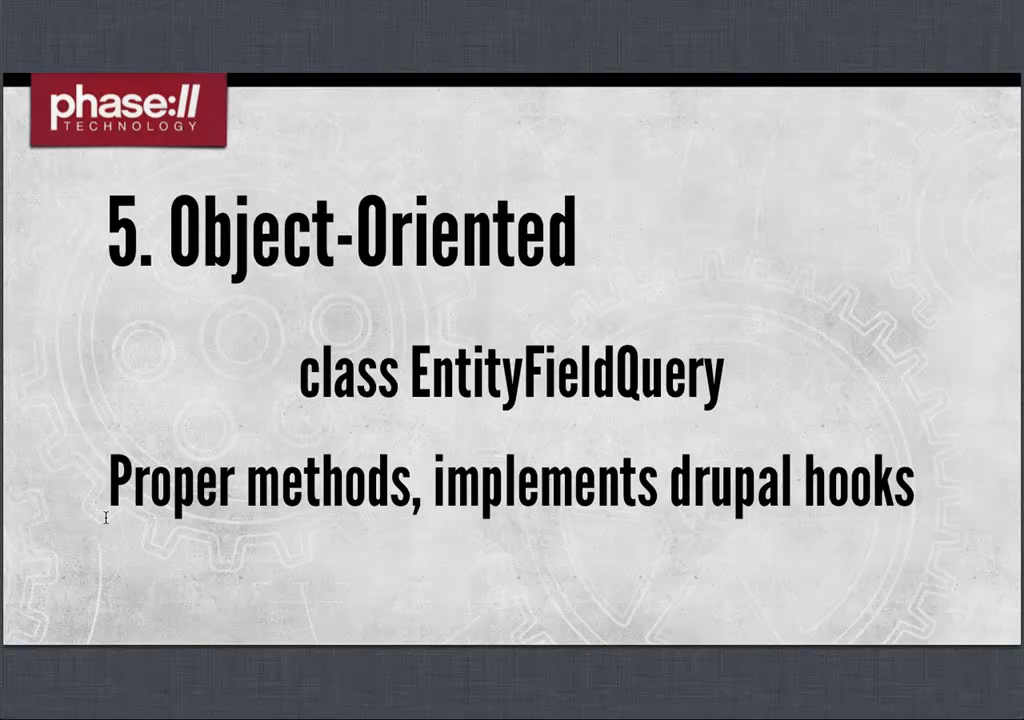 phase://
TECHNOLOGY
5. Object-Oriented
class EntityFieldQuery
Proper methods, implements drupal hooks